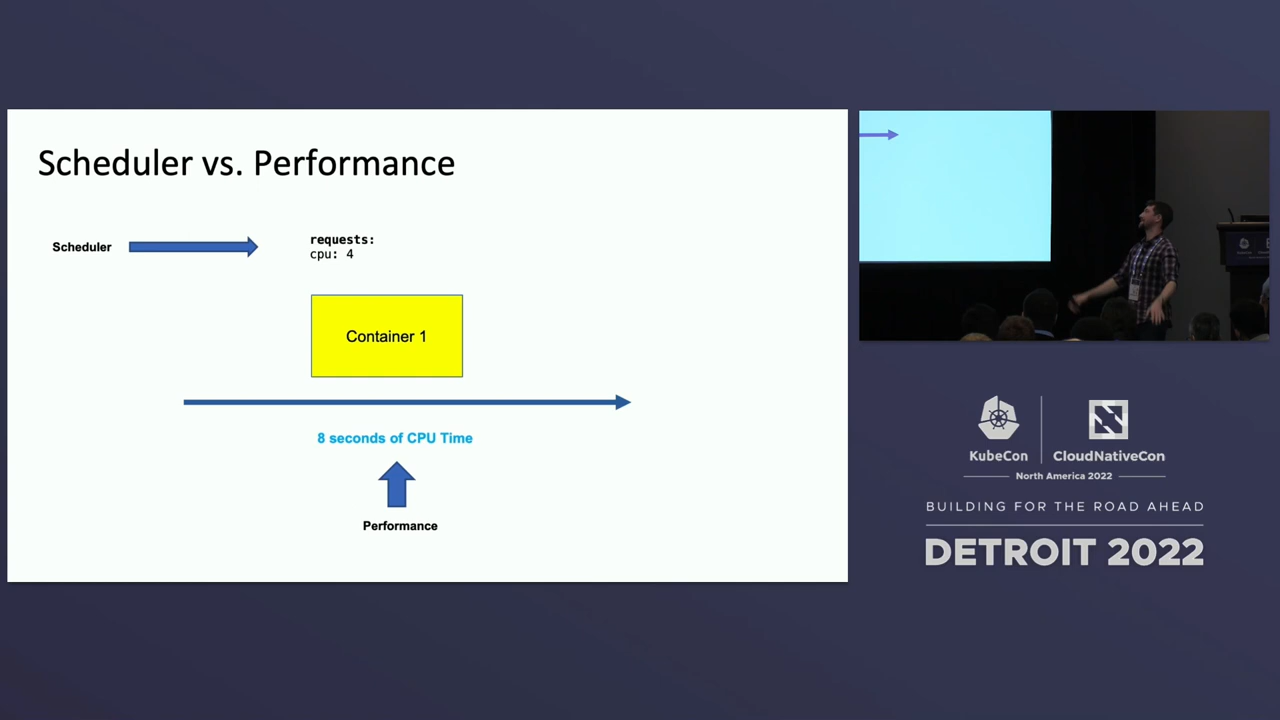 Scheduler vs. Performance
Scheduler
requests:
cpu: 4
Container 1
8 seconds of CPU Time
Performance
KubeCon
CloudNativeCon
North America 2022
BUILDING FOR THE ROAD AHEAD
DETROIT 2022